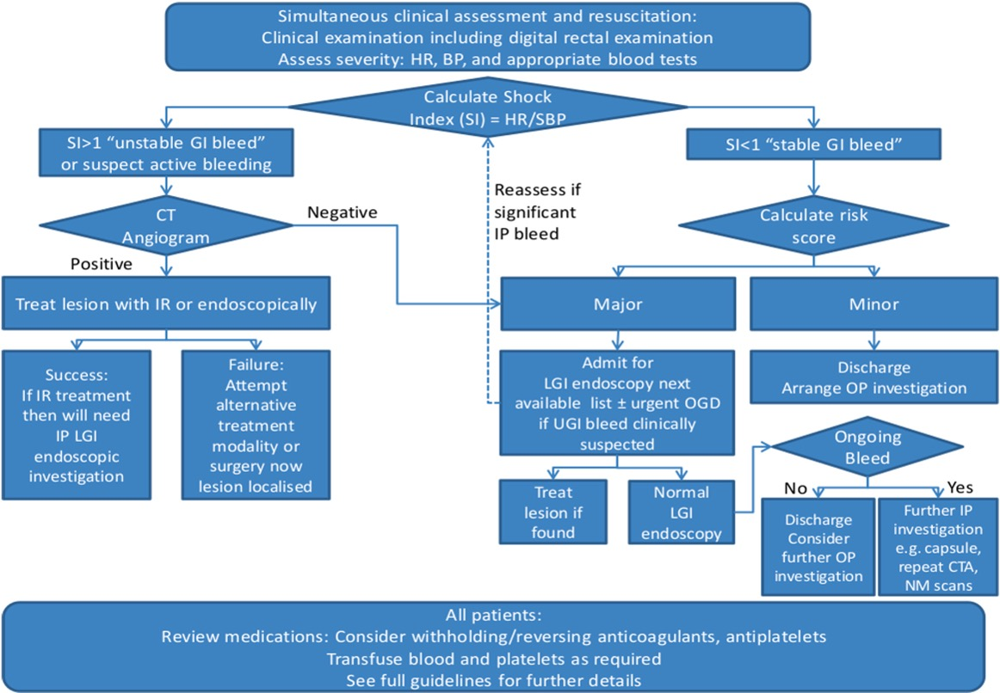 Simultaneous clinical assessment and resuscitation:
Clinical examination including digital rectal examination
Assess severity: HR, BP, and appropriate blood tests
Calculate Shock
Index (SI) = HR/SBP
SI>1 “unstable GI bleed”
or suspect active bleeding
SI<1 “stable GI bleed”
Reassess if
significant
IP bleed
CT
Angiogram
Negative
Positive
Calculate risk
score
Treat lesion with IR or endoscopically
Major
Minor
Success:
If IR treatment
then will need
IP LGI
endoscopic
investigation
Failure:
Attempt
alternative
treatment
modality or
surgery now
lesion localised
Admit for
LGI endoscopy next
available list ± urgent OGD
if UGI bleed clinically
suspected
Discharge
Arrange OP investigation
Treat
lesion if
found
Normal
LGI
endoscopy
Ongoing
Bleed
No
Yes
Discharge
Consider
further OP
investigation
Further IP
investigation
e.g. capsule,
repeat CTA,
NM scans
All patients:
Review medications: Consider withholding/reversing anticoagulants, antiplatelets
Transfuse blood and platelets as required
See full guidelines for further details